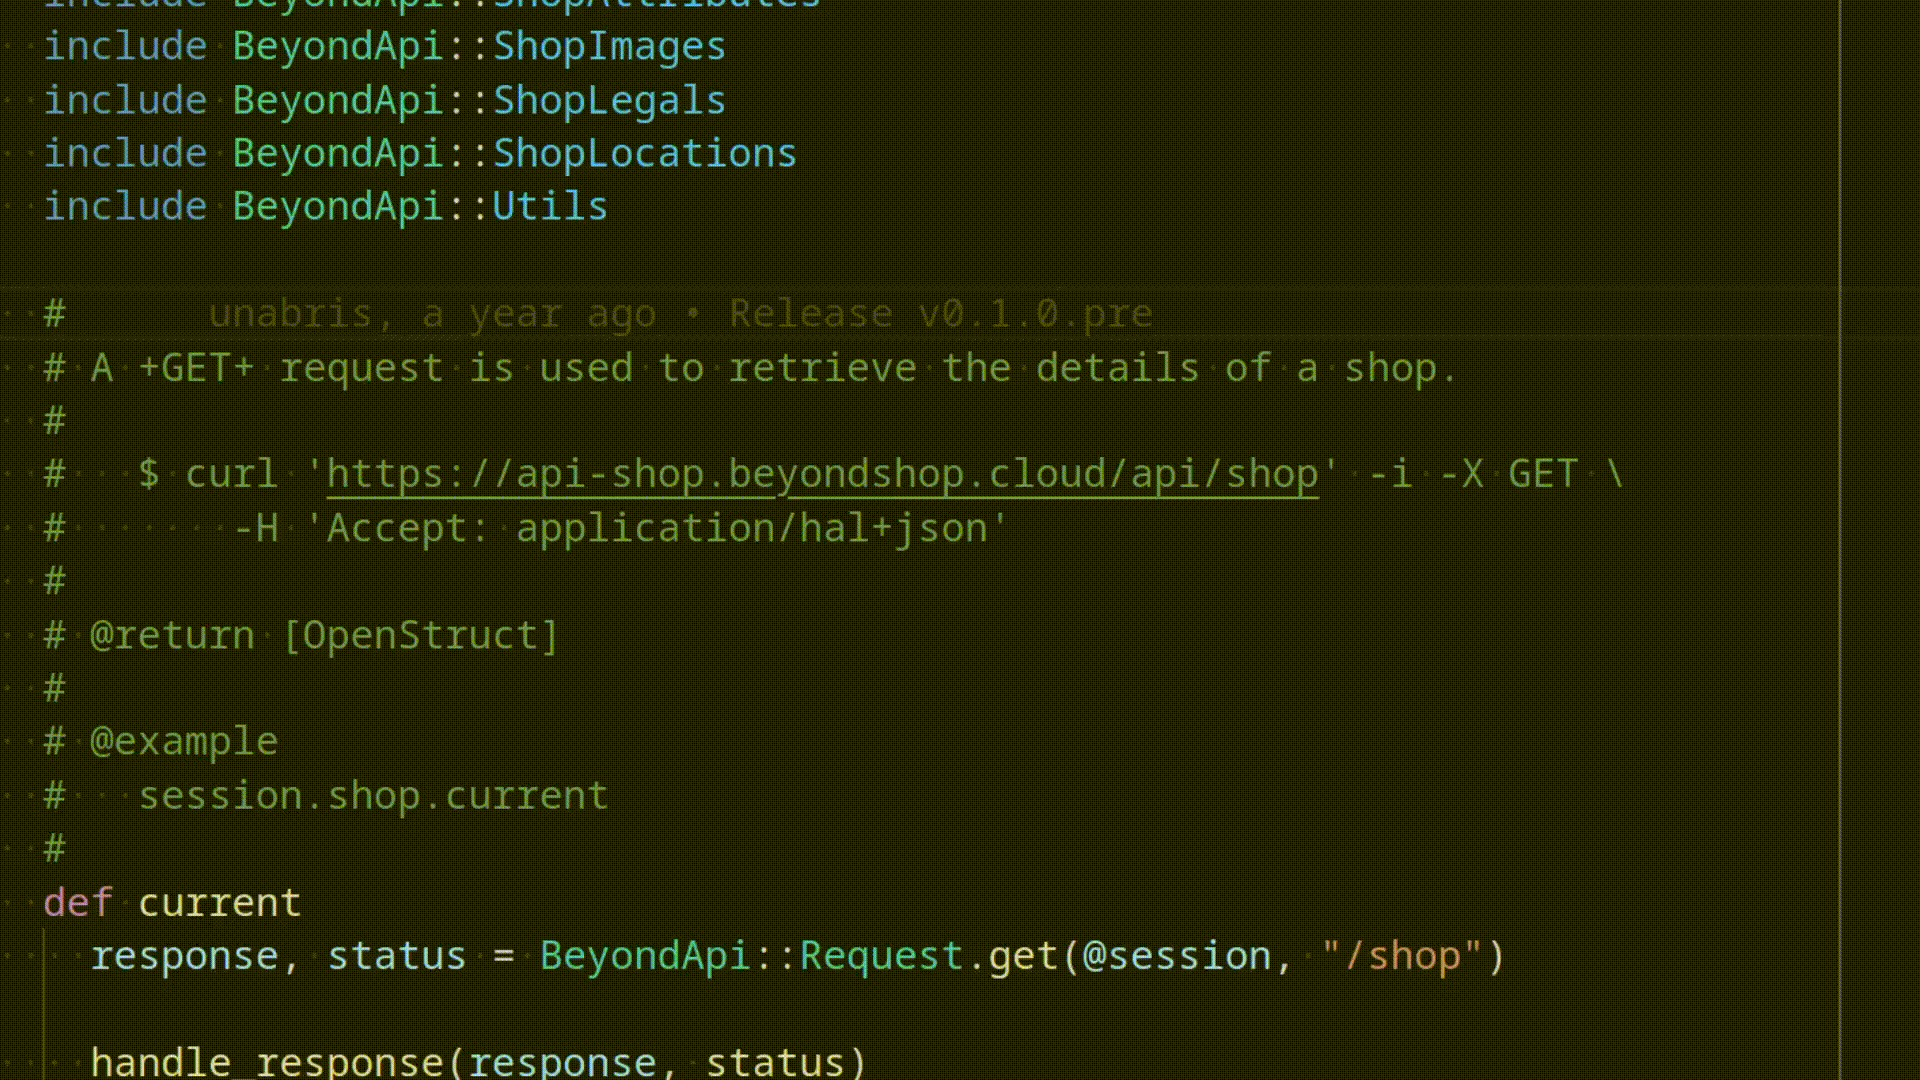 include BeyondApi::ShopAttributes
include BeyondApi::ShopImages
include BeyondApi::ShopLegals
include BeyondApi::ShopLocations
include BeyondApi::Utils
# unabris, a year ago • Release v0.1.0.pre
# A +GET+ request is used to retrieve the details of a shop.
#
#   $ curl 'https://api-shop.beyondshop.cloud/api/shop' -i -X GET \
#       -H 'Accept: application/hal+json'
#
# @return [OpenStruct]
#
# @example
#   session.shop.current
#
def current
  response, status = BeyondApi::Request.get(@session, "/shop")
  handle_response(response, status)